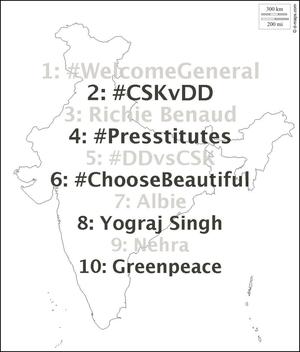 300 km
200 mi
© d-maps.com
1: #WelcomeGeneral
2: #CSKvDD
3: Richie Benaud
4: #Presstitutes
5: #DDvsCSK
6: #ChooseBeautiful
7: Albie
8: Yograj Singh
9: Nehra
10: Greenpeace